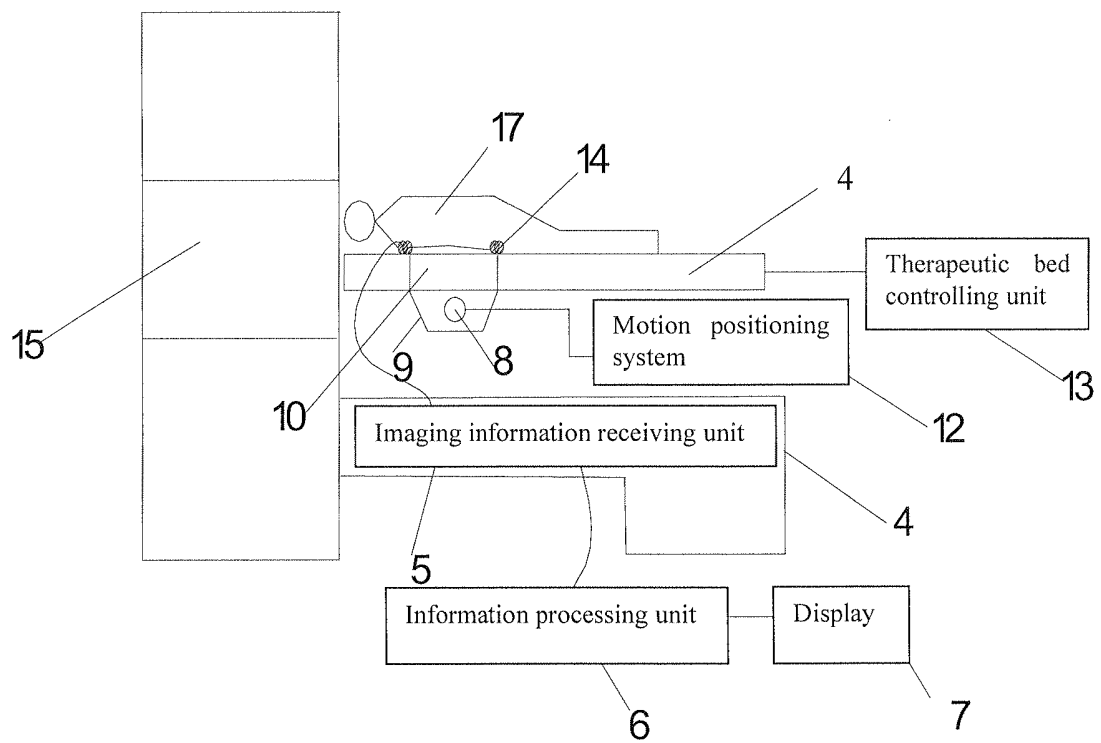 17
14
4
4
Therapeutic bed
controlling unit
Motion positioning
system
15
9
8
13
10
12
Imaging information receiving unit
4
5
Information processing unit
Display
6
7